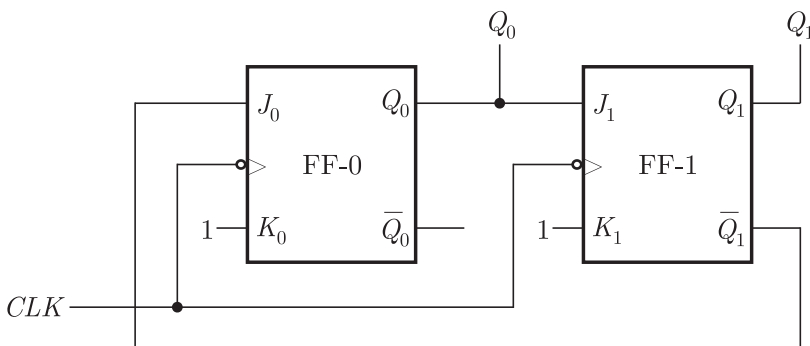 Q₀ Q₁
J₀ Q₀ J₁ Q₁
FF-0 FF-1
1 K₀ Q̅₀ 1 K₁ Q̅₁
CLK